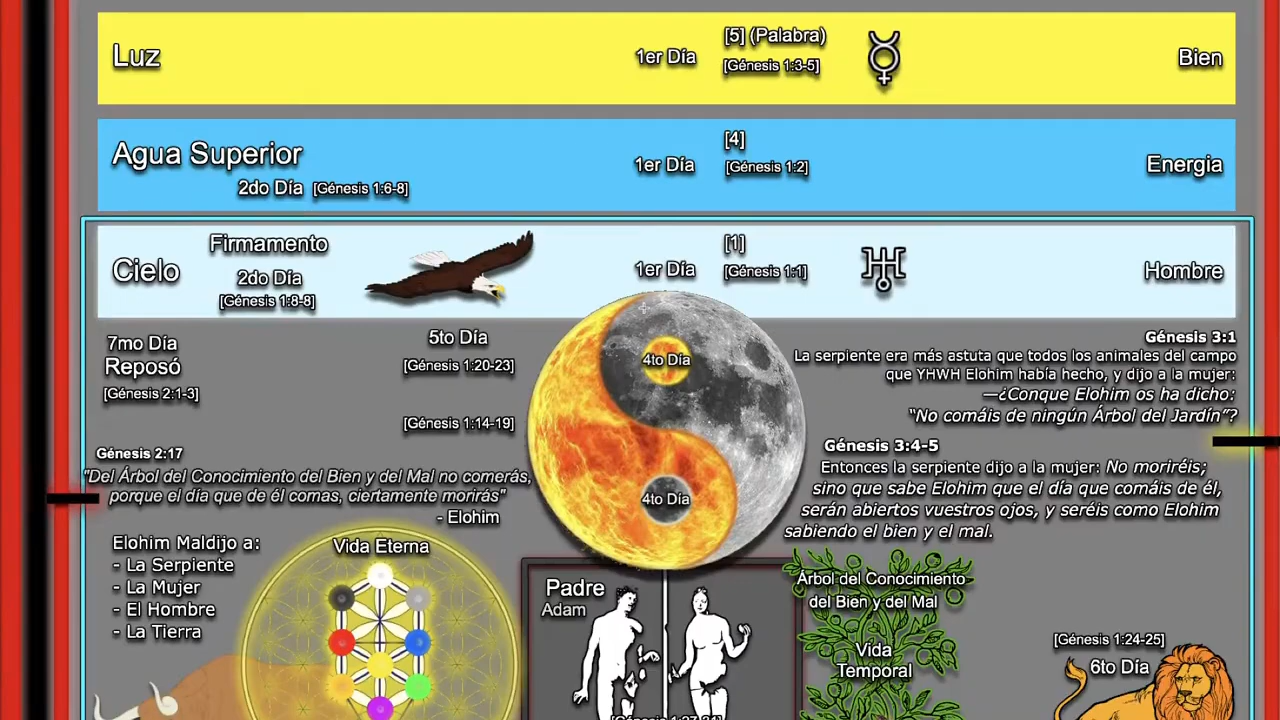 Luz
1er Día
[5] (Palabra)
[Génesis 1:3-5]
Bien
Agua Superior
2do Día [Génesis 1:6-8]
1er Día
[4]
[Génesis 1:2]
Energia
Cielo
Firmamento
2do Día
[Génesis 1:8-8]
1er Día
[1]
[Génesis 1:1]
Hombre
7mo Día
Reposó
[Génesis 2:1-3]
5to Día
[Génesis 1:20-23]
[Génesis 1:14-19]
4to Día
4to Día
Génesis 3:1
La serpiente era más astuta que todos los animales del campo
que YHWH Elohim había hecho, y dijo a la mujer:
—¿Conque Elohim os ha dicho:
“No comáis de ningún Árbol del Jardín”?
Génesis 3:4-5
Entonces la serpiente dijo a la mujer: No moriréis;
sino que sabe Elohim que el día que comáis de él,
serán abiertos vuestros ojos, y seréis como Elohim
sabiendo el bien y el mal.
Génesis 2:17
"Del Árbol del Conocimiento del Bien y del Mal no comerás,
porque el día que de él comas, ciertamente morirás"
- Elohim
Elohim Maldijo a:
- La Serpiente
- La Mujer
- El Hombre
- La Tierra
Vida Eterna
Padre
Adam
Árbol del Conocimiento
del Bien y del Mal
Vida
Temporal
[Génesis 1:24-25]
6to Día